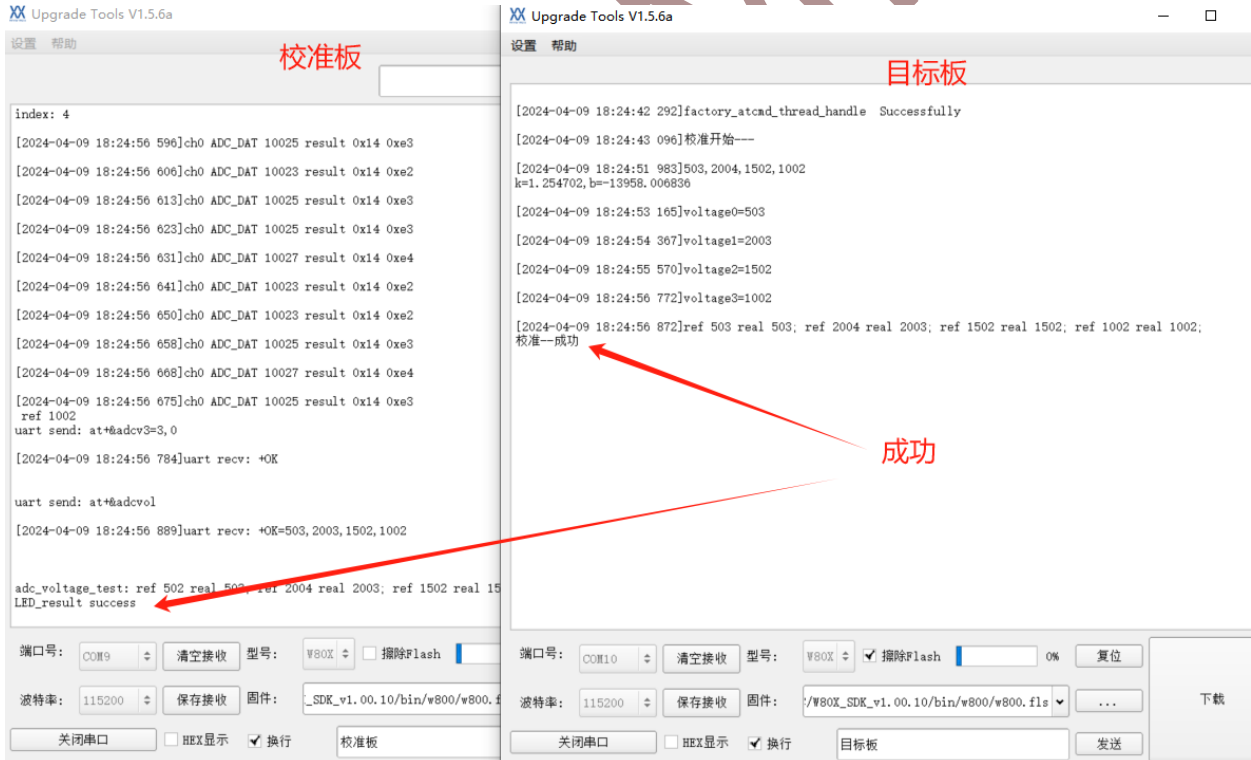 Upgrade Tools V1.5.6a
设置 帮助
校准板
index: 4
[2024-04-09 18:24:56 596]ch0 ADC_DAT 10025 result 0x14 0xe3
[2024-04-09 18:24:56 606]ch0 ADC_DAT 10023 result 0x14 0xe2
[2024-04-09 18:24:56 613]ch0 ADC_DAT 10025 result 0x14 0xe3
[2024-04-09 18:24:56 623]ch0 ADC_DAT 10025 result 0x14 0xe3
[2024-04-09 18:24:56 631]ch0 ADC_DAT 10027 result 0x14 0xe4
[2024-04-09 18:24:56 641]ch0 ADC_DAT 10023 result 0x14 0xe2
[2024-04-09 18:24:56 650]ch0 ADC_DAT 10023 result 0x14 0xe2
[2024-04-09 18:24:56 658]ch0 ADC_DAT 10025 result 0x14 0xe3
[2024-04-09 18:24:56 668]ch0 ADC_DAT 10027 result 0x14 0xe4
[2024-04-09 18:24:56 675]ch0 ADC_DAT 10025 result 0x14 0xe3
ref 1002
uart send: at+&adcv3=3,0
[2024-04-09 18:24:56 784]uart recv: +OK
uart send: at+&adcvol
[2024-04-09 18:24:56 889]uart recv: +OK=503,2003,1502,1002
adc_voltage_test: ref 502 real 503; ref 2004 real 2003; ref 1502 real 15
LED_result success
端口号: COM9 清空接收 型号: W80X 擦除Flash
波特率: 115200 保存接收 固件: _SDK_v1.00.10/bin/w800/w800.f
关闭串口 HEX显示 换行 校准板
Upgrade Tools V1.5.6a
设置 帮助
目标板
[2024-04-09 18:24:42 292]factory_atcmd_thread_handle Successfully
[2024-04-09 18:24:43 096]校准开始---
[2024-04-09 18:24:51 983]503,2004,1502,1002
k=1.254702,b=-13958.006836
[2024-04-09 18:24:53 165]voltage0=503
[2024-04-09 18:24:54 367]voltage1=2003
[2024-04-09 18:24:55 570]voltage2=1502
[2024-04-09 18:24:56 772]voltage3=1002
[2024-04-09 18:24:56 872]ref 503 real 503; ref 2004 real 2003; ref 1502 real 1502; ref 1002 real 1002;
校准--成功
成功
端口号: COM10 清空接收 型号: W80X 擦除Flash 0% 复位
波特率: 115200 保存接收 固件: :/W80X_SDK_v1.00.10/bin/w800/w800.fls ... 下载
关闭串口 HEX显示 换行 目标板 发送